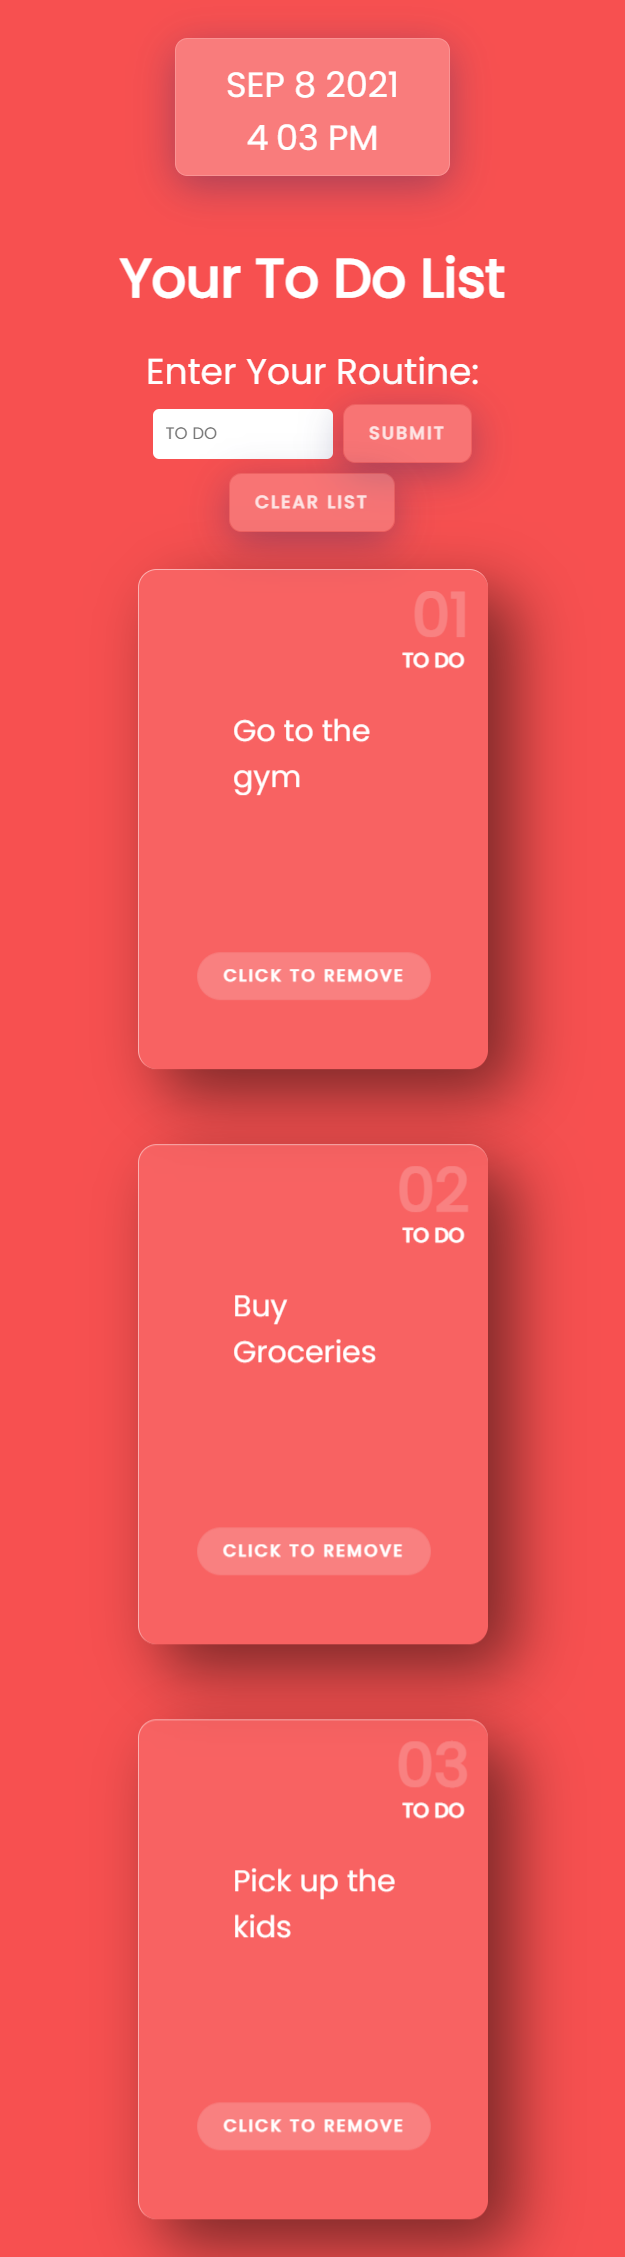 SEP 8 2021
4 03 PM
Your To Do List
Enter Your Routine:
TO DO
SUBMIT
CLEAR LIST
01
TO DO
Go to the
gym
CLICK TO REMOVE
02
TO DO
Buy
Groceries
CLICK TO REMOVE
03
TO DO
Pick up the
kids
CLICK TO REMOVE